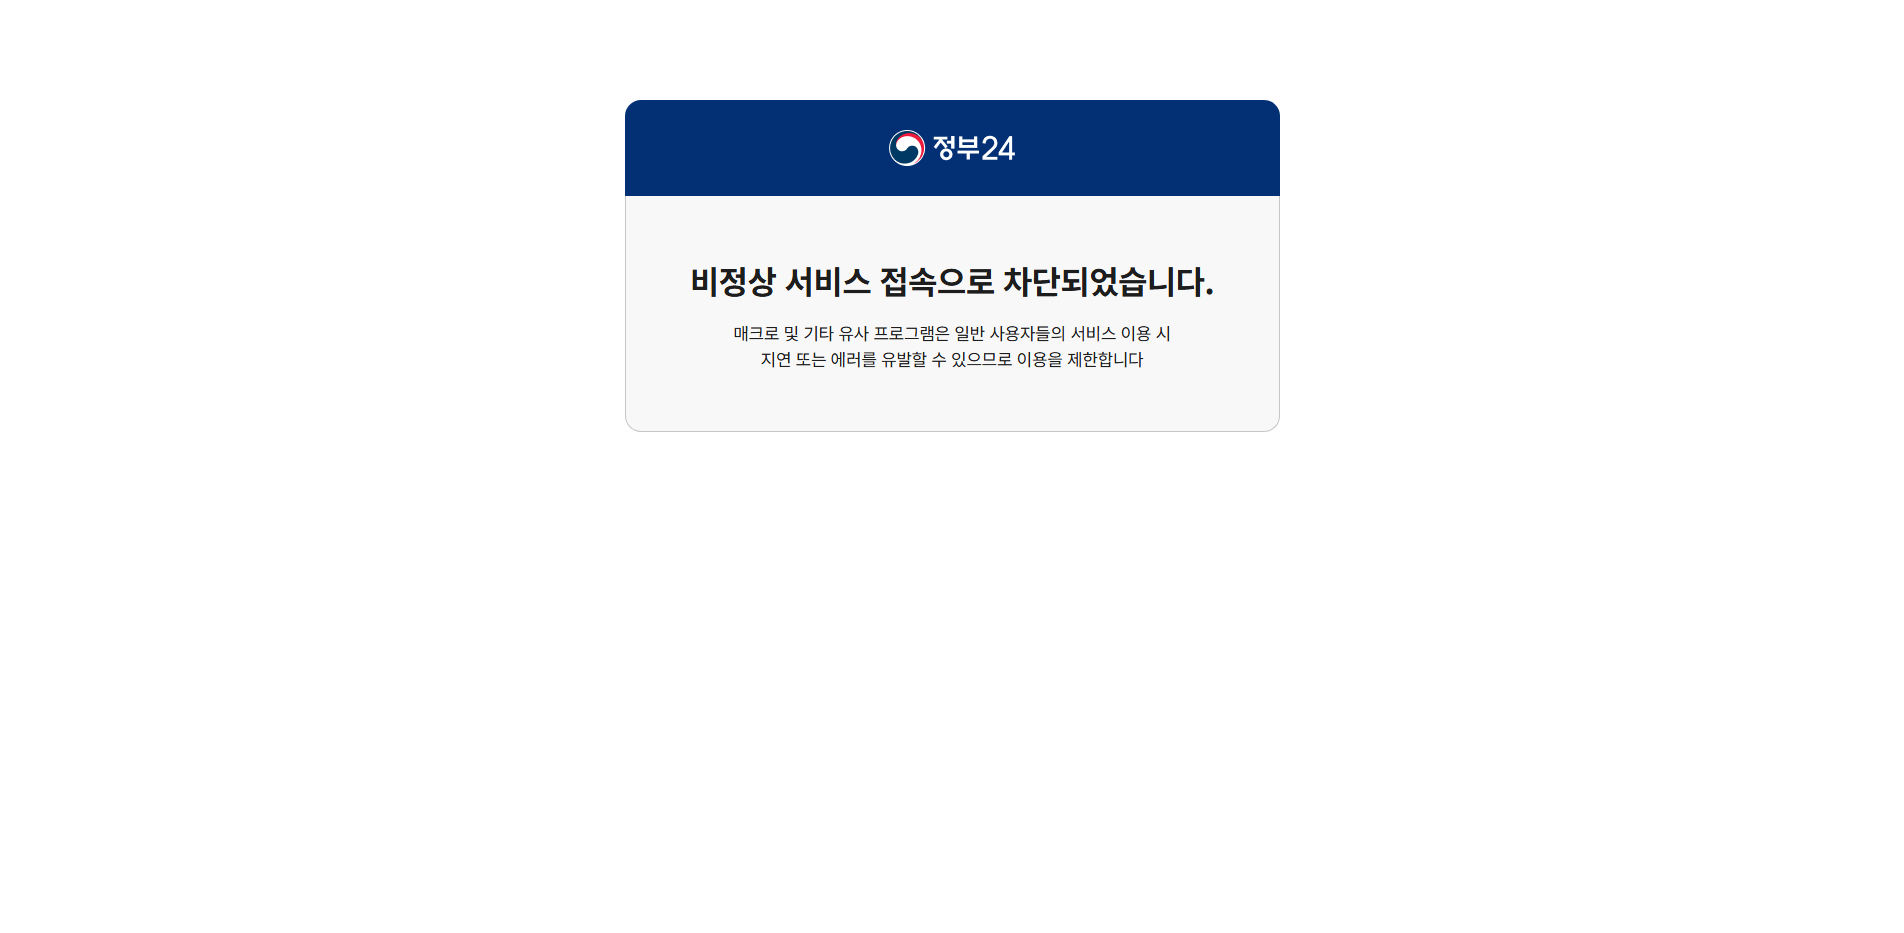 정부24
비정상 서비스 접속으로 차단되었습니다.
매크로 및 기타 유사 프로그램은 일반 사용자들의 서비스 이용 시
지연 또는 에러를 유발할 수 있으므로 이용을 제한합니다